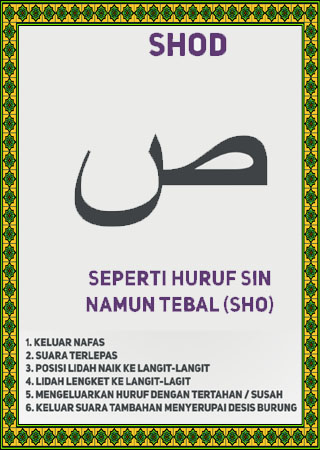 SHOD
ص
SEPERTI HURUF SIN
NAMUN TEBAL (SHO)
1. KELUAR NAFAS
2. SUARA TERLEPAS
3. POSISI LIDAH NAIK KE LANGIT-LANGIT
4. LIDAH LENGKET KE LANGIT-LAGIT
5. MENGELUARKAN HURUF DENGAN TERTAHAN / SUSAH
6. KELUAR SUARA TAMBAHAN MENYERUPAI DESIS BURUNG